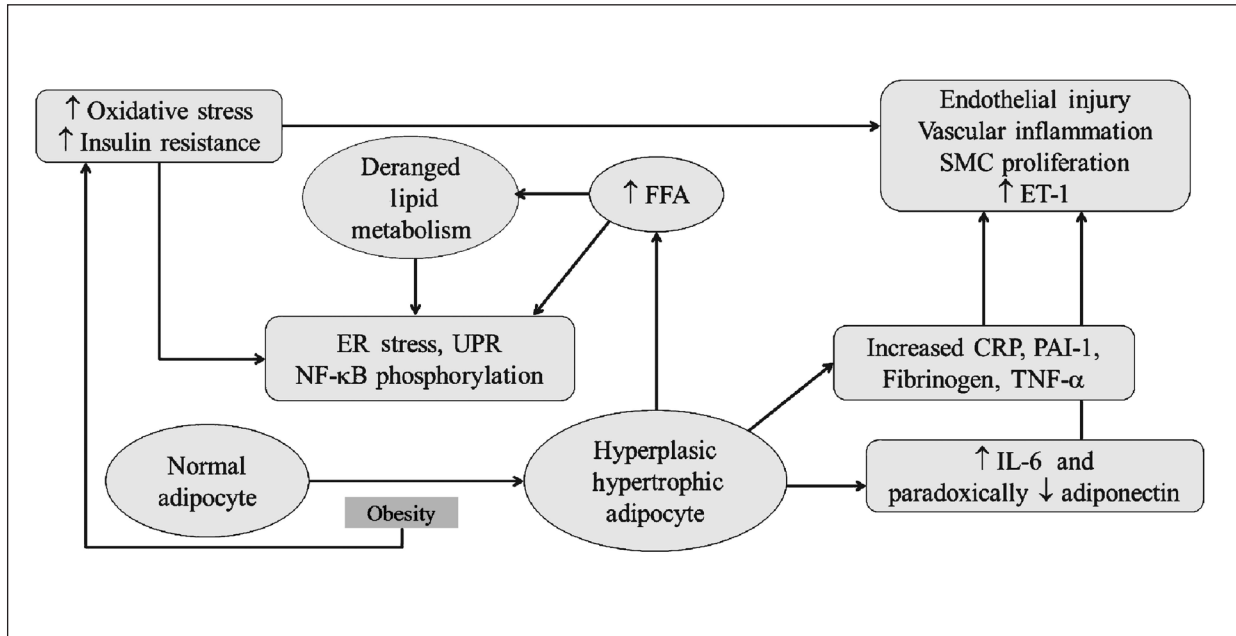 ↑ Oxidative stress
↑ Insulin resistance
Endothelial injury
Vascular inflammation
SMC proliferation
↑ ET-1
Deranged
lipid
metabolism
↑ FFA
ER stress, UPR
NF-κB phosphorylation
Increased CRP, PAI-1,
Fibrinogen, TNF-α
Normal
adipocyte
Obesity
Hyperplasic
hypertrophic
adipocyte
↑ IL-6 and
paradoxically ↓ adiponectin